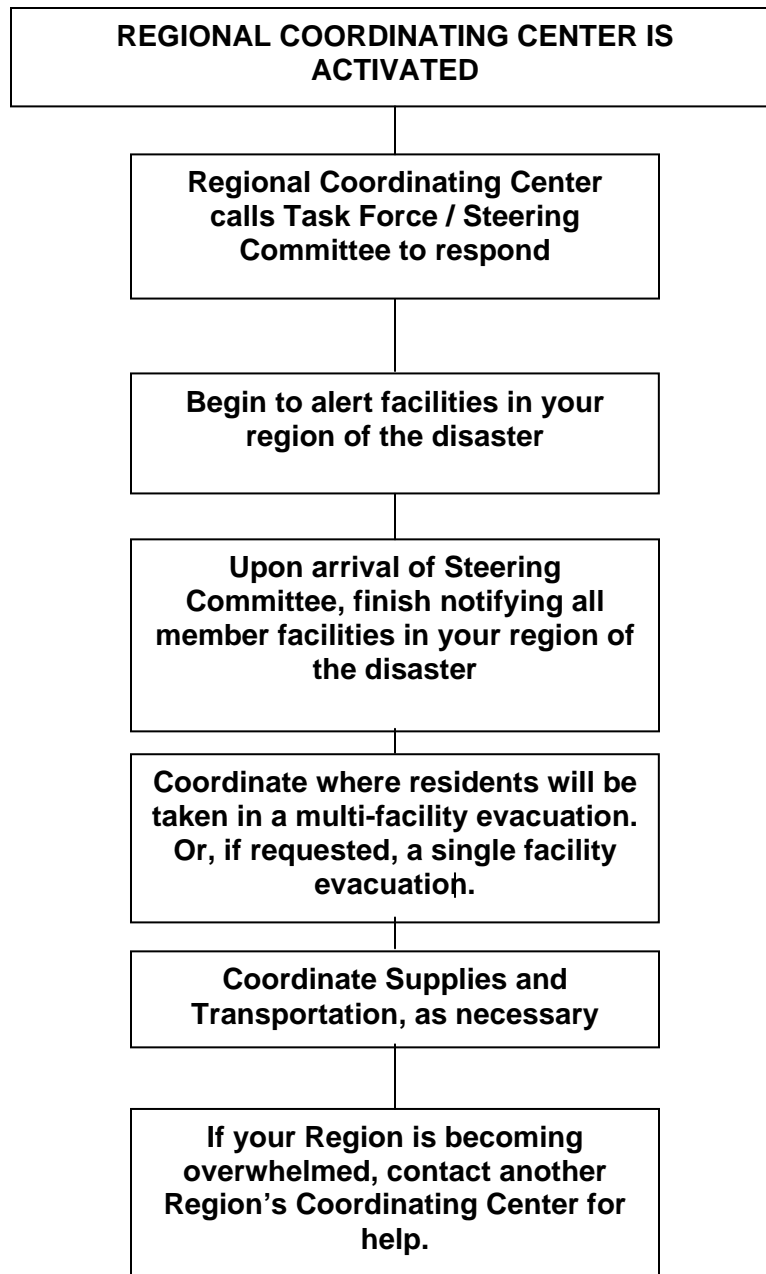 REGIONAL COORDINATING CENTER IS
ACTIVATED
Regional Coordinating Center
calls Task Force / Steering
Committee to respond
Begin to alert facilities in your
region of the disaster
Upon arrival of Steering
Committee, finish notifying all
member facilities in your region of
the disaster
Coordinate where residents will be
taken in a multi-facility evacuation.
Or, if requested, a single facility
evacuation.
Coordinate Supplies and
Transportation, as necessary
If your Region is becoming
overwhelmed, contact another
Region’s Coordinating Center for
help.